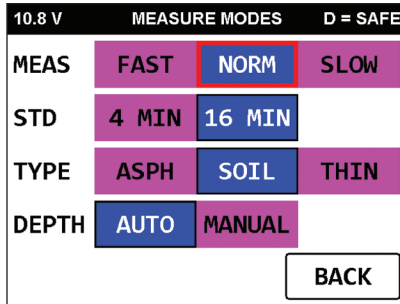 10.8 V MEASURE MODES D = SAFE
MEAS FAST NORM SLOW
STD 4 MIN 16 MIN
TYPE ASPH SOIL THIN
DEPTH AUTO MANUAL
BACK